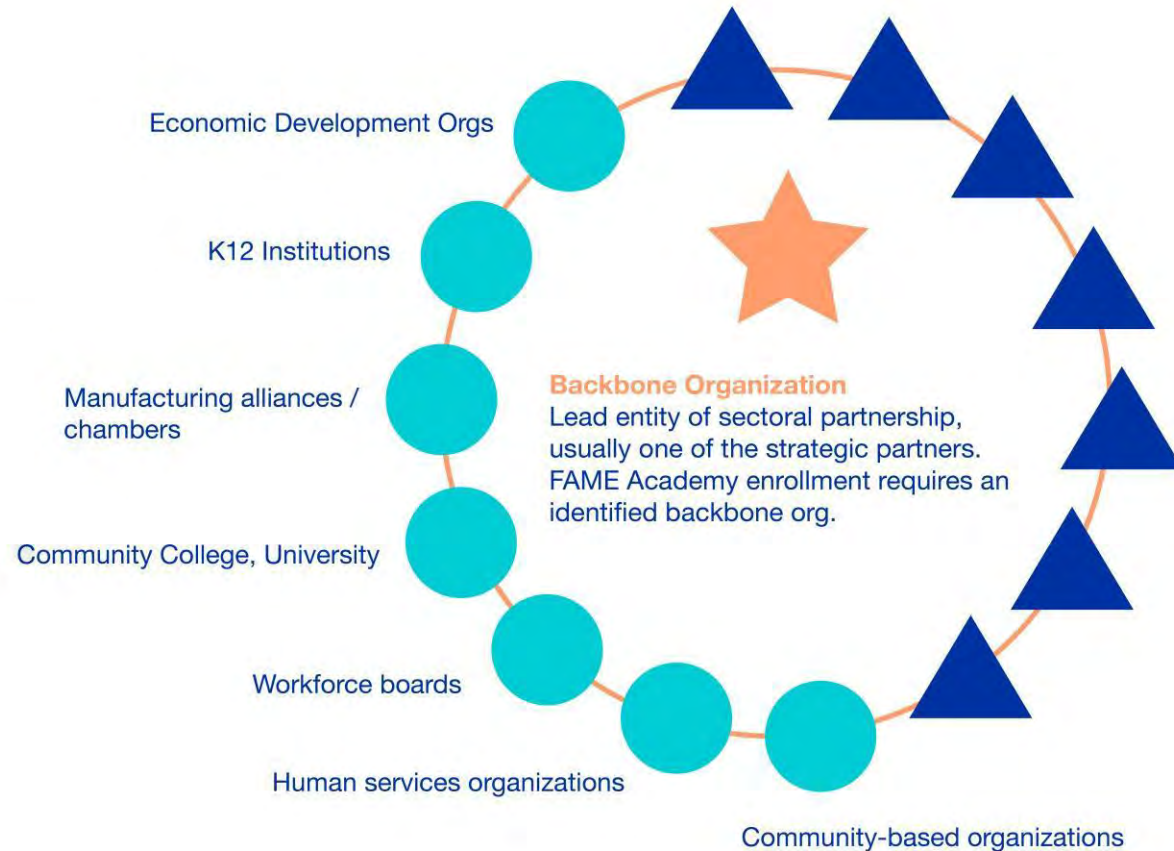 Economic Development Orgs
K12 Institutions
Manufacturing alliances /
chambers
Backbone Organization
Lead entity of sectoral partnership,
usually one of the strategic partners.
FAME Academy enrollment requires an
identified backbone org.
Community College, University
Workforce boards
Human services organizations
Community-based organizations